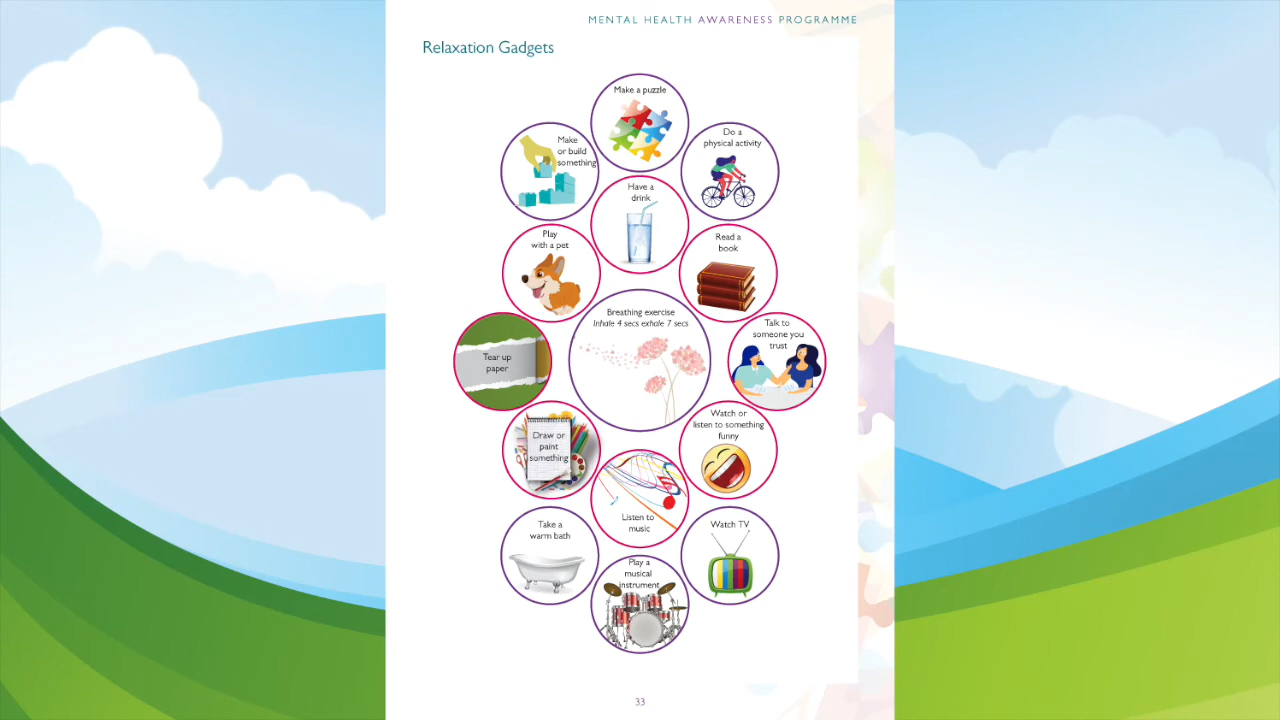 MENTAL HEALTH AWARENESS PROGRAMME
Relaxation Gadgets
Make a puzzle
Make
or build
something
Do a
physical activity
Have a
drink
Play
with a pet
Read a
book
Breathing exercise
Inhale 4 secs exhale 7 secs
Tear up
paper
Talk to
someone you
trust
Draw or
paint
something
Watch or
listen to something
funny
Listen to
music
Take a
warm bath
Watch TV
Play a
musical
instrument
33